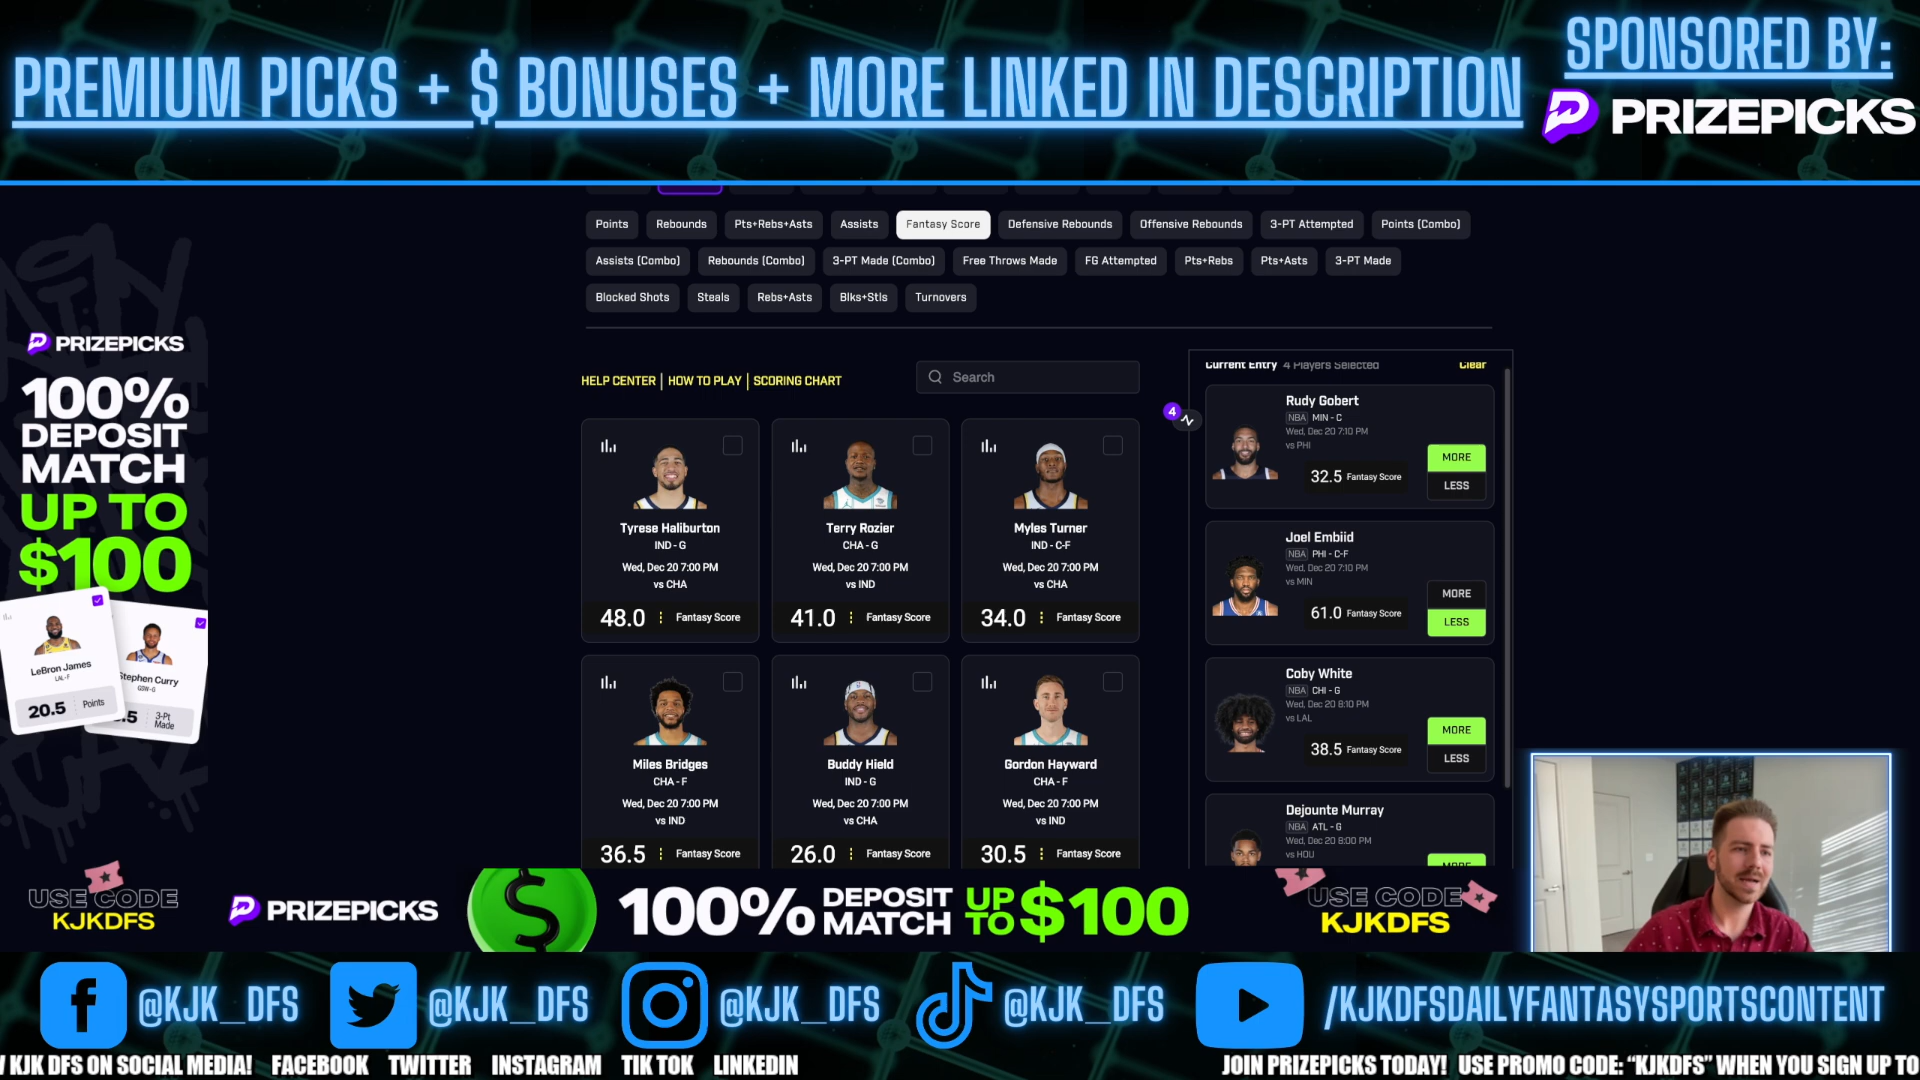 PREMIUM PICKS + $ BONUSES + MORE LINKED IN DESCRIPTION
SPONSORED BY:
PRIZEPICKS
Points
Rebounds
Pts+Rebs+Asts
Assists
Fantasy Score
Defensive Rebounds
Offensive Rebounds
3-PT Attempted
Points (Combo)
Assists (Combo)
Rebounds (Combo)
3-PT Made (Combo)
Free Throws Made
FG Attempted
Pts+Rebs
Pts+Asts
3-PT Made
Blocked Shots
Steals
Rebs+Asts
Blks+Stls
Turnovers
HELP CENTER | HOW TO PLAY | SCORING CHART
Search
Tyrese Haliburton
IND - G
Wed, Dec 20 7:00 PM
vs CHA
48.0
Fantasy Score
Terry Rozier
CHA - G
Wed, Dec 20 7:00 PM
vs IND
41.0
Fantasy Score
Myles Turner
IND - C-F
Wed, Dec 20 7:00 PM
vs CHA
34.0
Fantasy Score
Miles Bridges
CHA - F
Wed, Dec 20 7:00 PM
vs IND
36.5
Fantasy Score
Buddy Hield
IND - G
Wed, Dec 20 7:00 PM
vs CHA
26.0
Fantasy Score
Gordon Hayward
CHA - F
Wed, Dec 20 7:00 PM
vs IND
30.5
Fantasy Score
4
Current Entry 4 Players Selected
Clear
Rudy Gobert
NBA MIN - C
Wed, Dec 20 7:10 PM
vs PHI
32.5 Fantasy Score
MORE
LESS
Joel Embiid
NBA PHI - C-F
Wed, Dec 20 7:10 PM
vs MIN
61.0 Fantasy Score
MORE
LESS
Coby White
NBA CHI - G
Wed, Dec 20 8:10 PM
vs LAL
38.5 Fantasy Score
MORE
LESS
Dejounte Murray
NBA ATL - G
Wed, Dec 20 8:00 PM
vs HOU
MORE
PRIZEPICKS
100%
DEPOSIT
MATCH
UP TO
$100
LeBron James
LAL-F
20.5
Points
Stephen Curry
GSW-G
.5
3-Pt
Made
USE CODE
KJKDFS
PRIZEPICKS
$
100% DEPOSIT MATCH UP TO $100
USE CODE
KJKDFS
@KJK_DFS
@KJK_DFS
@KJK_DFS
@KJK_DFS
/KJKDFSDAILYFANTASYSPORTSCONTENT
KJK DFS ON SOCIAL MEDIA! FACEBOOK TWITTER INSTAGRAM TIK TOK LINKEDIN
JOIN PRIZEPICKS TODAY! USE PROMO CODE: “KJKDFS” WHEN YOU SIGN UP TO